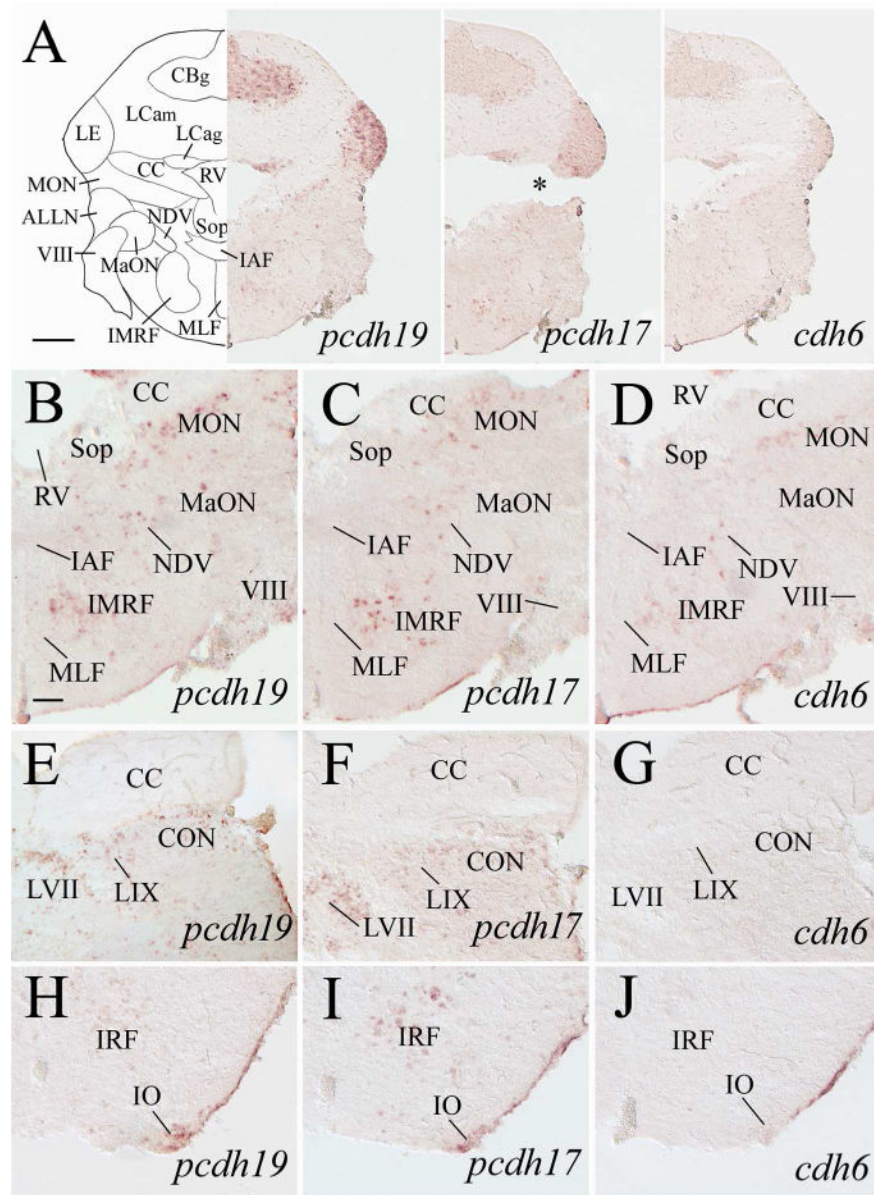 A
CBg
LCam
LE
LCag
CC
RV
MON
ALLN
NDV
Sop
VIII
MaON
IAF
IMRF
MLF
*
pcdh19
pcdh17
cdh6
B
CC
MON
Sop
RV
MaON
IAF
NDV
IMRF
VIII
MLF
pcdh19
C
CC
MON
Sop
MaON
IAF
NDV
VIII
IMRF
MLF
pcdh17
D
RV
CC
MON
Sop
MaON
IAF
NDV
VIII
IMRF
MLF
cdh6
E
CC
CON
LVII
LIX
pcdh19
F
CC
CON
LIX
LVII
pcdh17
G
CC
CON
LIX
LVII
cdh6
H
IRF
IO
pcdh19
I
IRF
IO
pcdh17
J
IRF
IO
cdh6